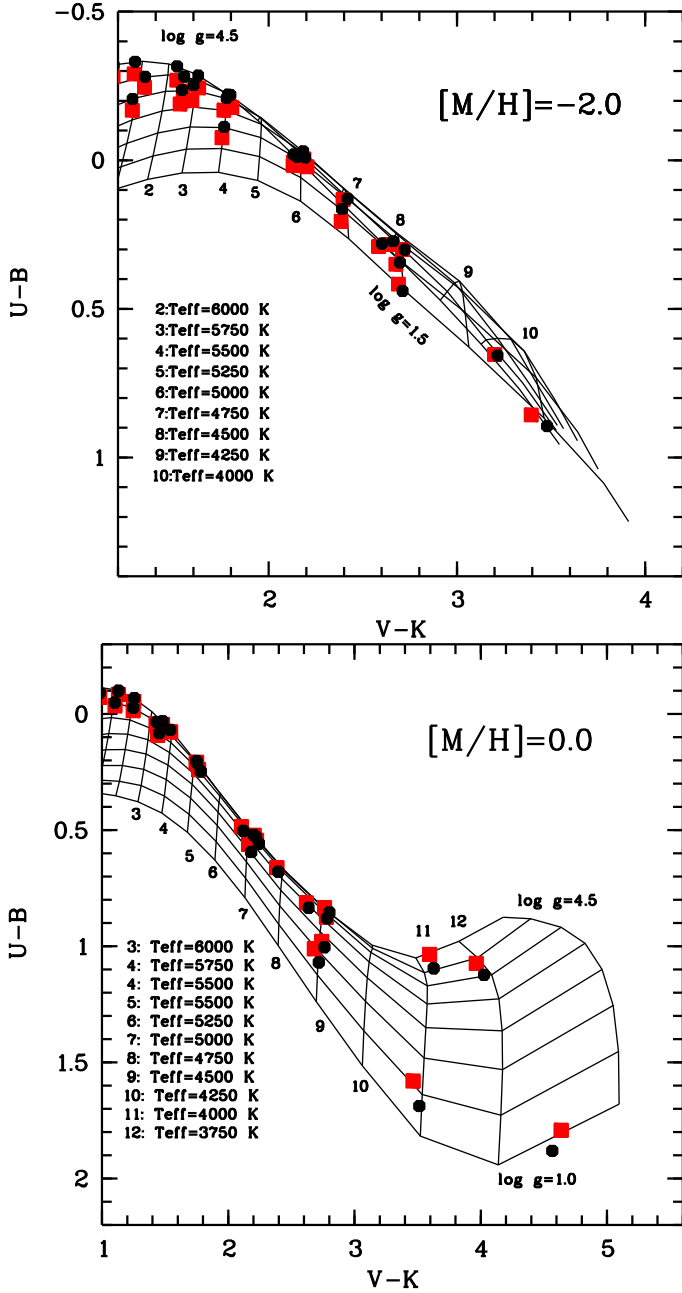 −0.5
log g=4.5
[M/H]=−2.0
0
2
3
4
5
6
7
8
9
10
log g=1.5
U−B
0.5
2:Teff=6000 K
3:Teff=5750 K
4:Teff=5500 K
5:Teff=5250 K
6:Teff=5000 K
7:Teff=4750 K
8:Teff=4500 K
9:Teff=4250 K
10:Teff=4000 K
1
2
3
4
V−K
0
[M/H]=0.0
3
4
5
6
7
8
9
10
11
12
log g=4.5
0.5
U−B
1
3: Teff=6000 K
4: Teff=5750 K
4: Teff=5500 K
5: Teff=5500 K
6: Teff=5250 K
7: Teff=5000 K
8: Teff=4750 K
9: Teff=4500 K
10: Teff=4250 K
11: Teff=4000 K
12: Teff=3750 K
1.5
log g=1.0
2
1
2
3
4
5
V−K